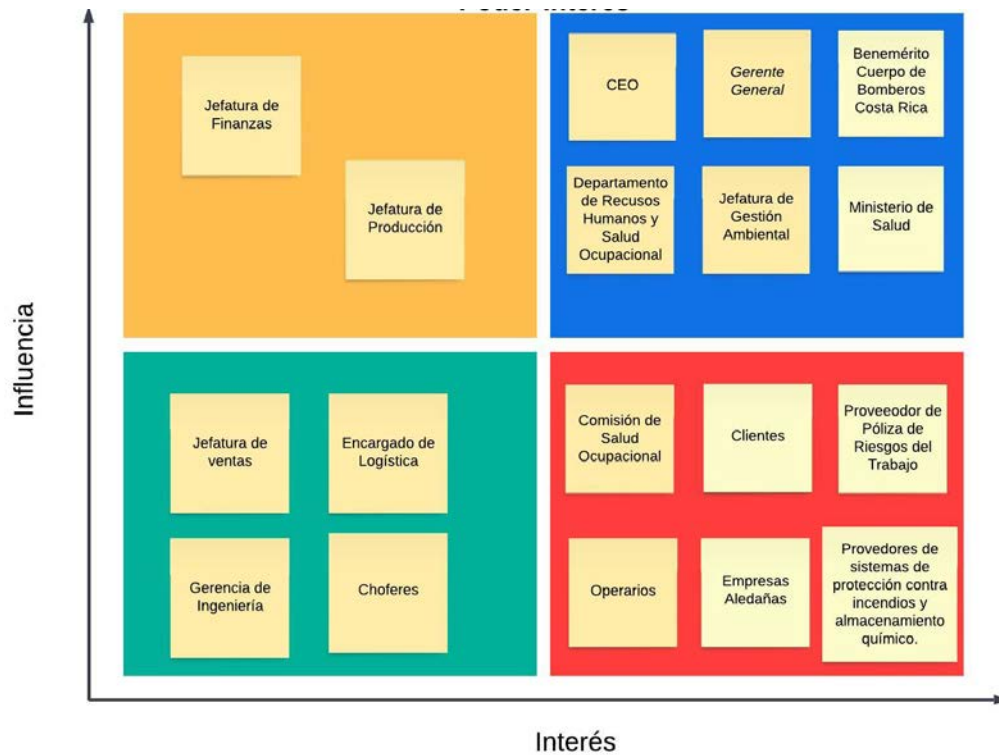 Jefatura de
Finanzas
Jefatura de
Producción
CEO
Gerente
General
Benemérito
Cuerpo de
Bomberos
Costa Rica
Departamento
de Recusos
Humanos y
Salud
Ocupacional
Jefatura de
Gestión
Ambiental
Ministerio de
Salud
Influencia
Jefatura de
ventas
Encargado de
Logística
Gerencia de
Ingeniería
Choferes
Comisión de
Salud
Ocupacional
Clientes
Proveeodor de
Póliza de
Riesgos del
Trabajo
Operarios
Empresas
Aledañas
Provedores de
sistemas de
protección contra
incendios y
almacenamiento
químico.
Interés